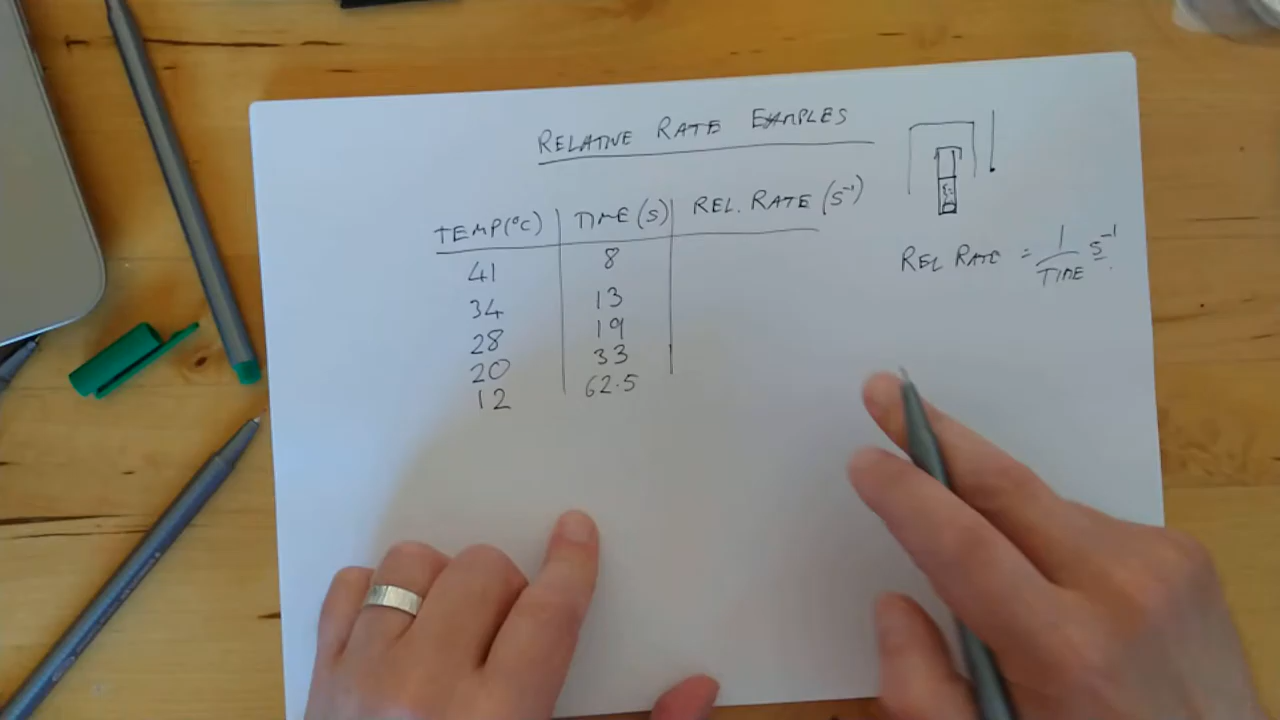 RELATIVE RATE EXAMPLES
TEMP(°C) TIME(S) REL. RATE (S⁻¹)
41 8
34 13
28 19
20 33
12 62.5
REL RATE = 1/TIME S⁻¹